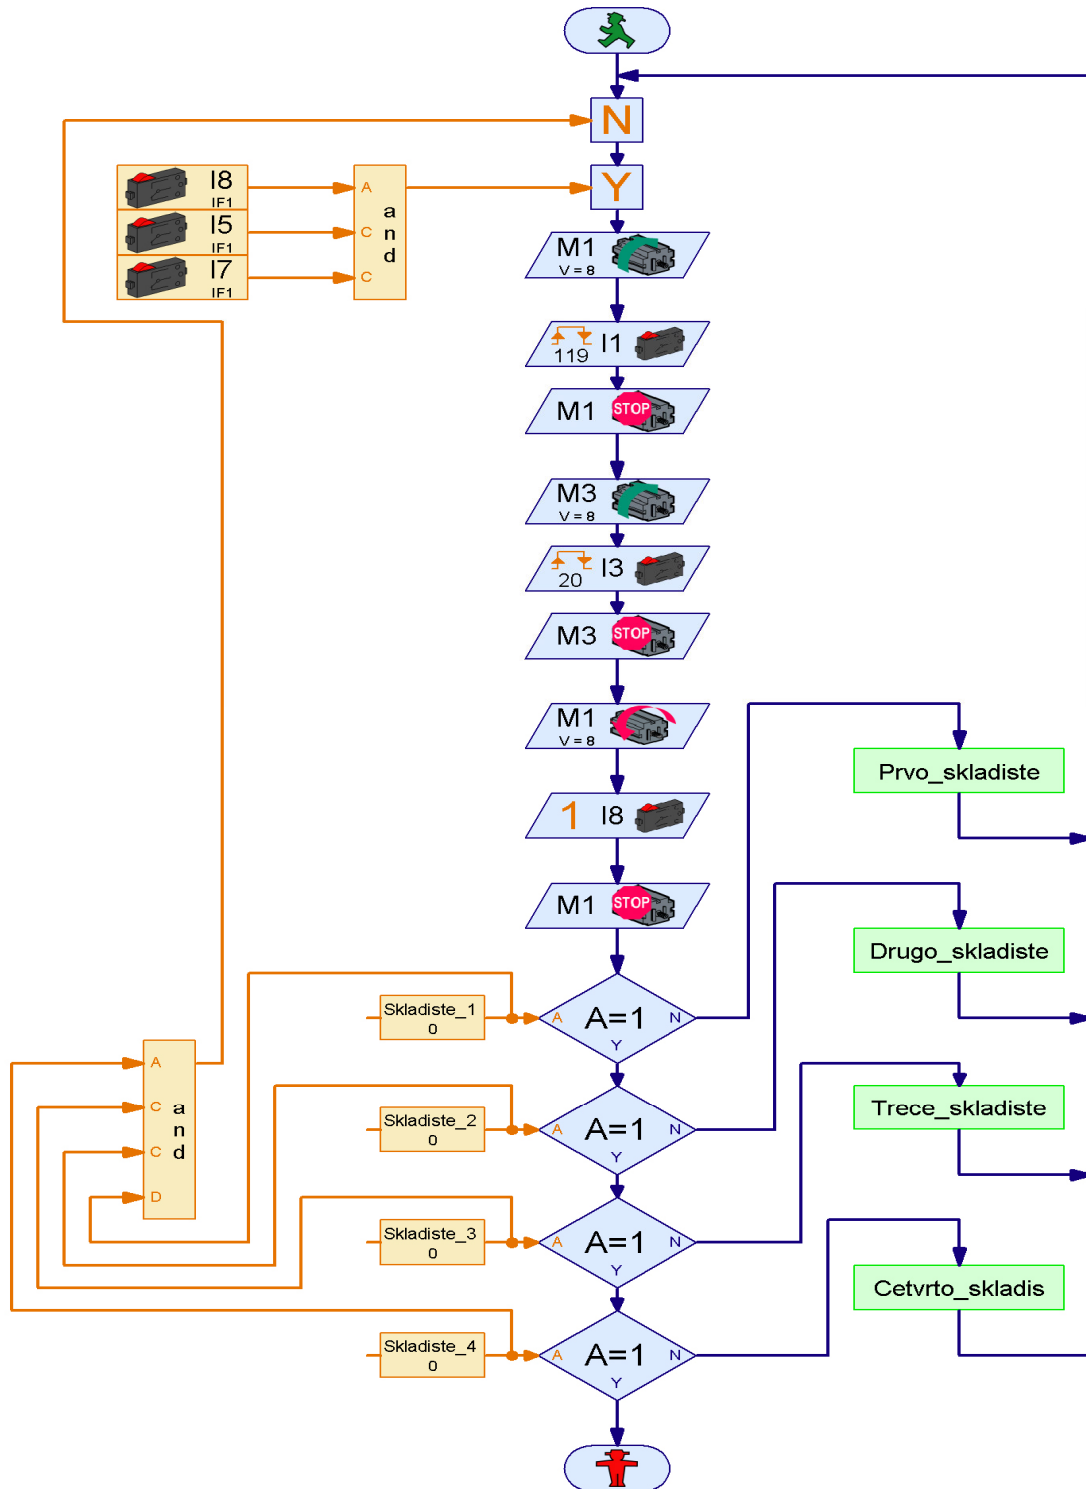 N
I8
IF1
A
Y
I5
IF1
C
and
I7
IF1
C
M1
V = 8
119
I1
M1
STOP
M3
V = 8
20
I3
M3
STOP
M1
V = 8
Prvo_skladiste
1
I8
M1
STOP
Drugo_skladiste
Skladiste_1
0
A
A=1
N
Y
A
C
and
C
D
Skladiste_2
0
A
A=1
N
Y
Trece_skladiste
Skladiste_3
0
A
A=1
N
Y
Cetvrto_skladis
Skladiste_4
0
A
A=1
N
Y